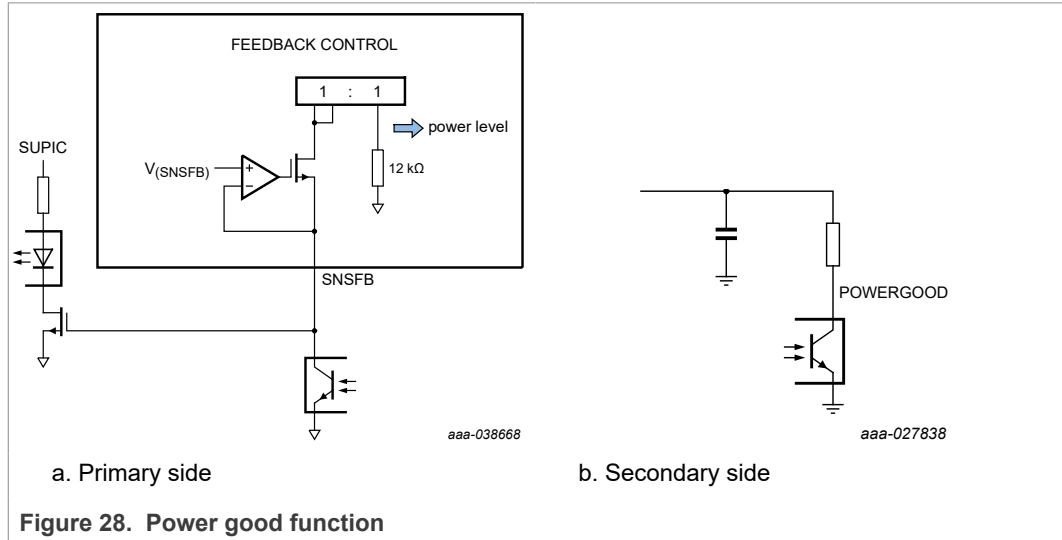 FEEDBACK CONTROL
1 : 1
power level
SUPIC
V(SNSFB)
+
−
12 kΩ
SNSFB
POWERGOOD
aaa-038668
aaa-027838
a. Primary side
b. Secondary side
Figure 28. Power good function